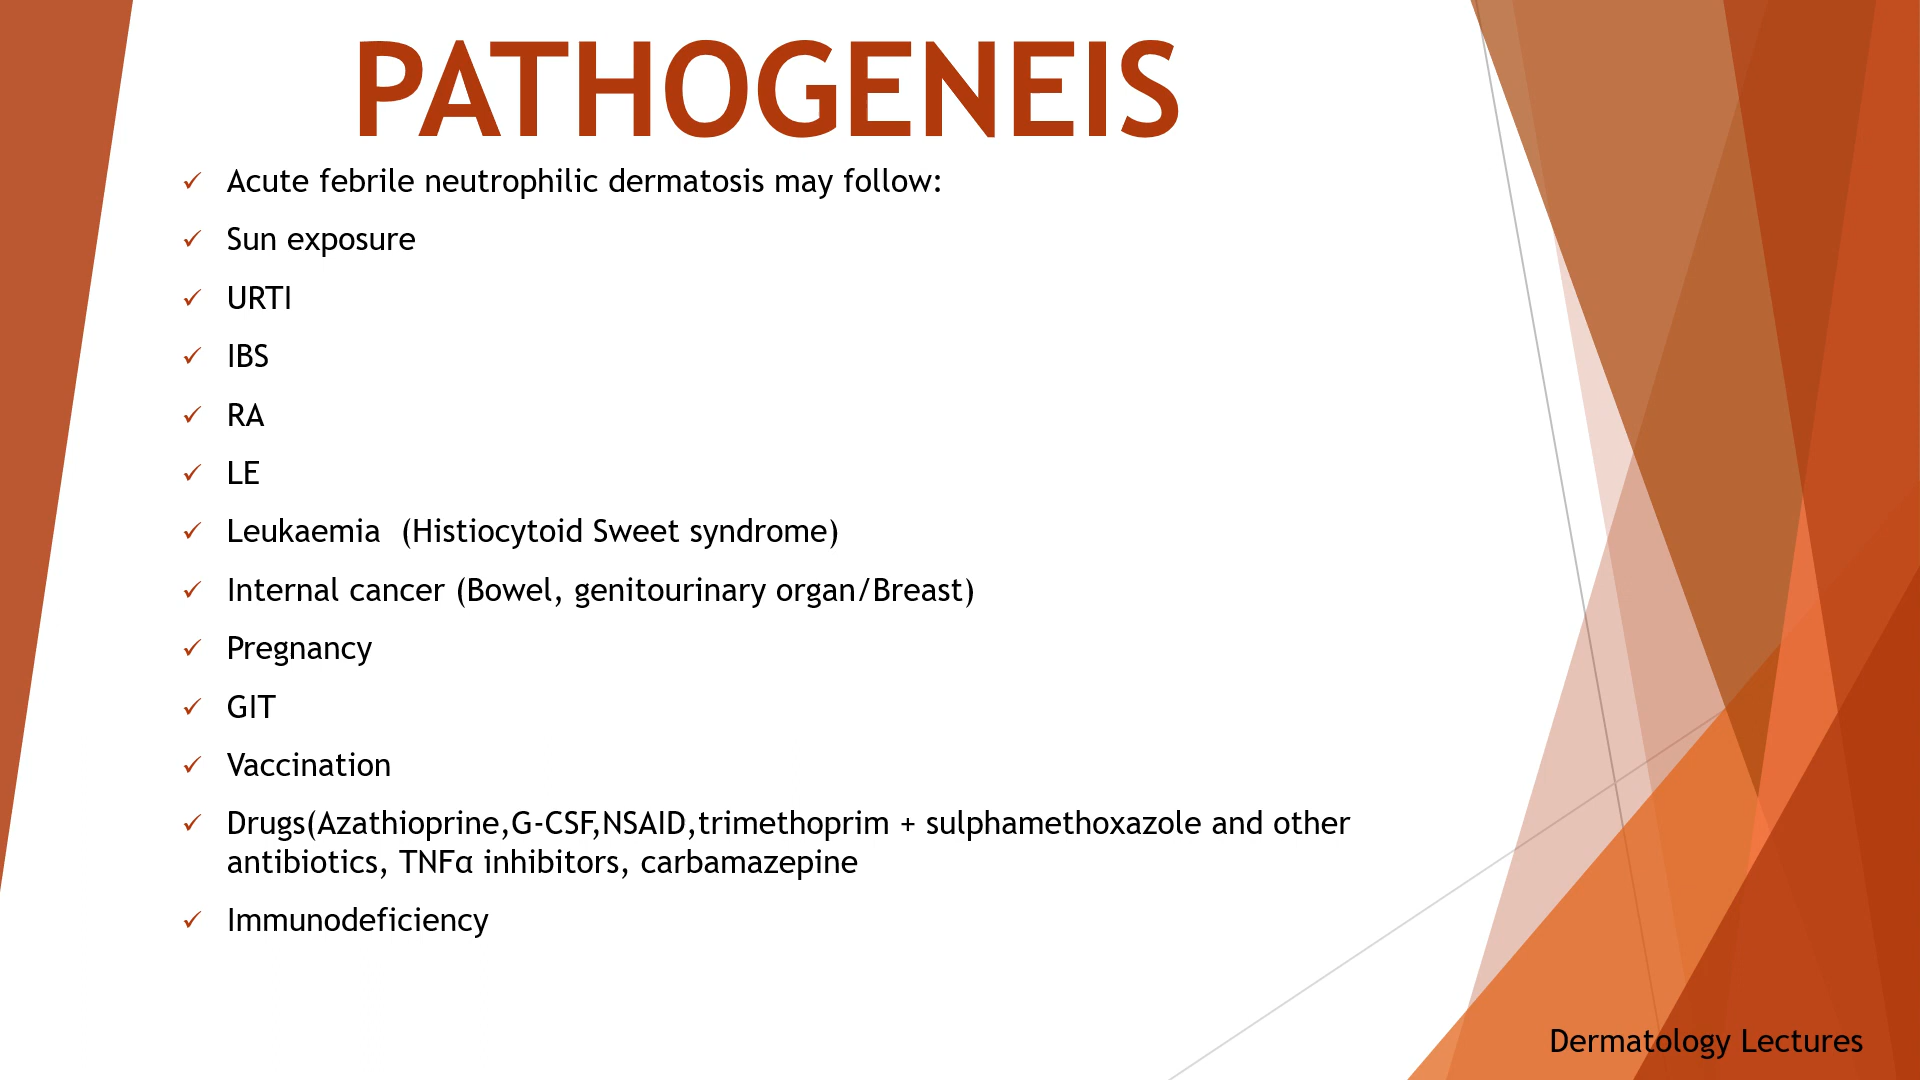 PATHOGENEIS
✓ Acute febrile neutrophilic dermatosis may follow:
✓ Sun exposure
✓ URTI
✓ IBS
✓ RA
✓ LE
✓ Leukaemia  (Histiocytoid Sweet syndrome)
✓ Internal cancer (Bowel, genitourinary organ/Breast)
✓ Pregnancy
✓ GIT
✓ Vaccination
✓ Drugs(Azathioprine,G-CSF,NSAID,trimethoprim + sulphamethoxazole and other
antibiotics, TNFα inhibitors, carbamazepine
✓ Immunodeficiency
Dermatology Lectures